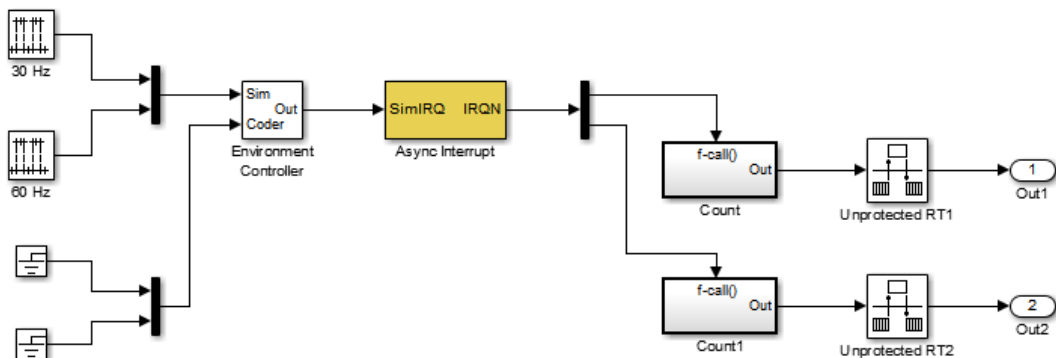 30 Hz
60 Hz
Sim
Out
Coder
Environment
Controller
SimIRQ IRQN
Async Interrupt
f-call()
Out
Count
Unprotected RT1
1
Out1
f-call()
Out
Count1
Unprotected RT2
2
Out2